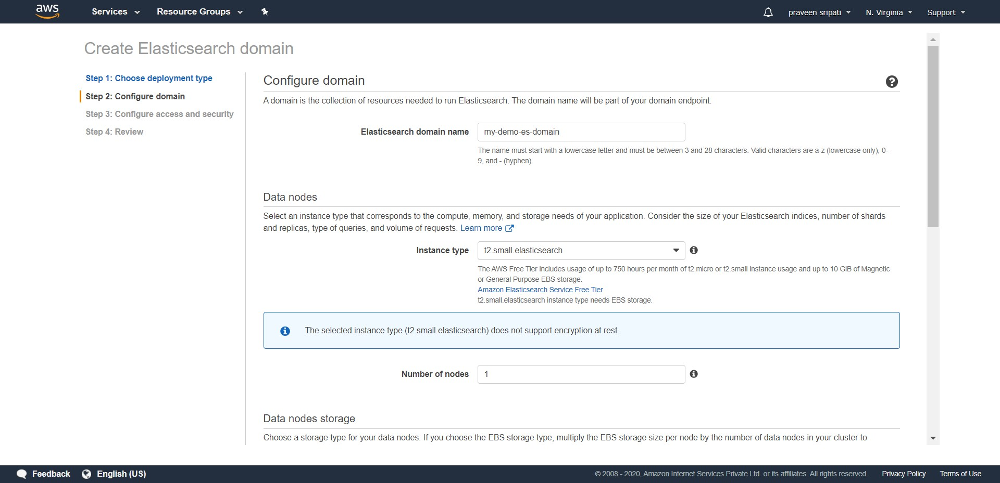 aws Services Resource Groups praveen sripati N. Virginia Support
Create Elasticsearch domain
Step 1: Choose deployment type
Step 2: Configure domain
Step 3: Configure access and security
Step 4: Review
Configure domain
A domain is the collection of resources needed to run Elasticsearch. The domain name will be part of your domain endpoint.
Elasticsearch domain name my-demo-es-domain
The name must start with a lowercase letter and must be between 3 and 28 characters. Valid characters are a-z (lowercase only), 0-
9, and - (hyphen).
Data nodes
Select an instance type that corresponds to the compute, memory, and storage needs of your application. Consider the size of your Elasticsearch indices, number of shards
and replicas, type of queries, and volume of requests. Learn more
Instance type t2.small.elasticsearch
The AWS Free Tier includes usage of up to 750 hours per month of t2.micro or t2.small instance usage and up to 10 GiB of Magnetic
or General Purpose EBS storage.
Amazon Elasticsearch Service Free Tier
t2.small.elasticsearch instance type needs EBS storage.
The selected instance type (t2.small.elasticsearch) does not support encryption at rest.
Number of nodes 1
Data nodes storage
Choose a storage type for your data nodes. If you choose the EBS storage type, multiply the EBS storage size per node by the number of data nodes in your cluster to
Feedback English (US) © 2008 - 2020, Amazon Internet Services Private Ltd. or its affiliates. All rights reserved. Privacy Policy Terms of Use